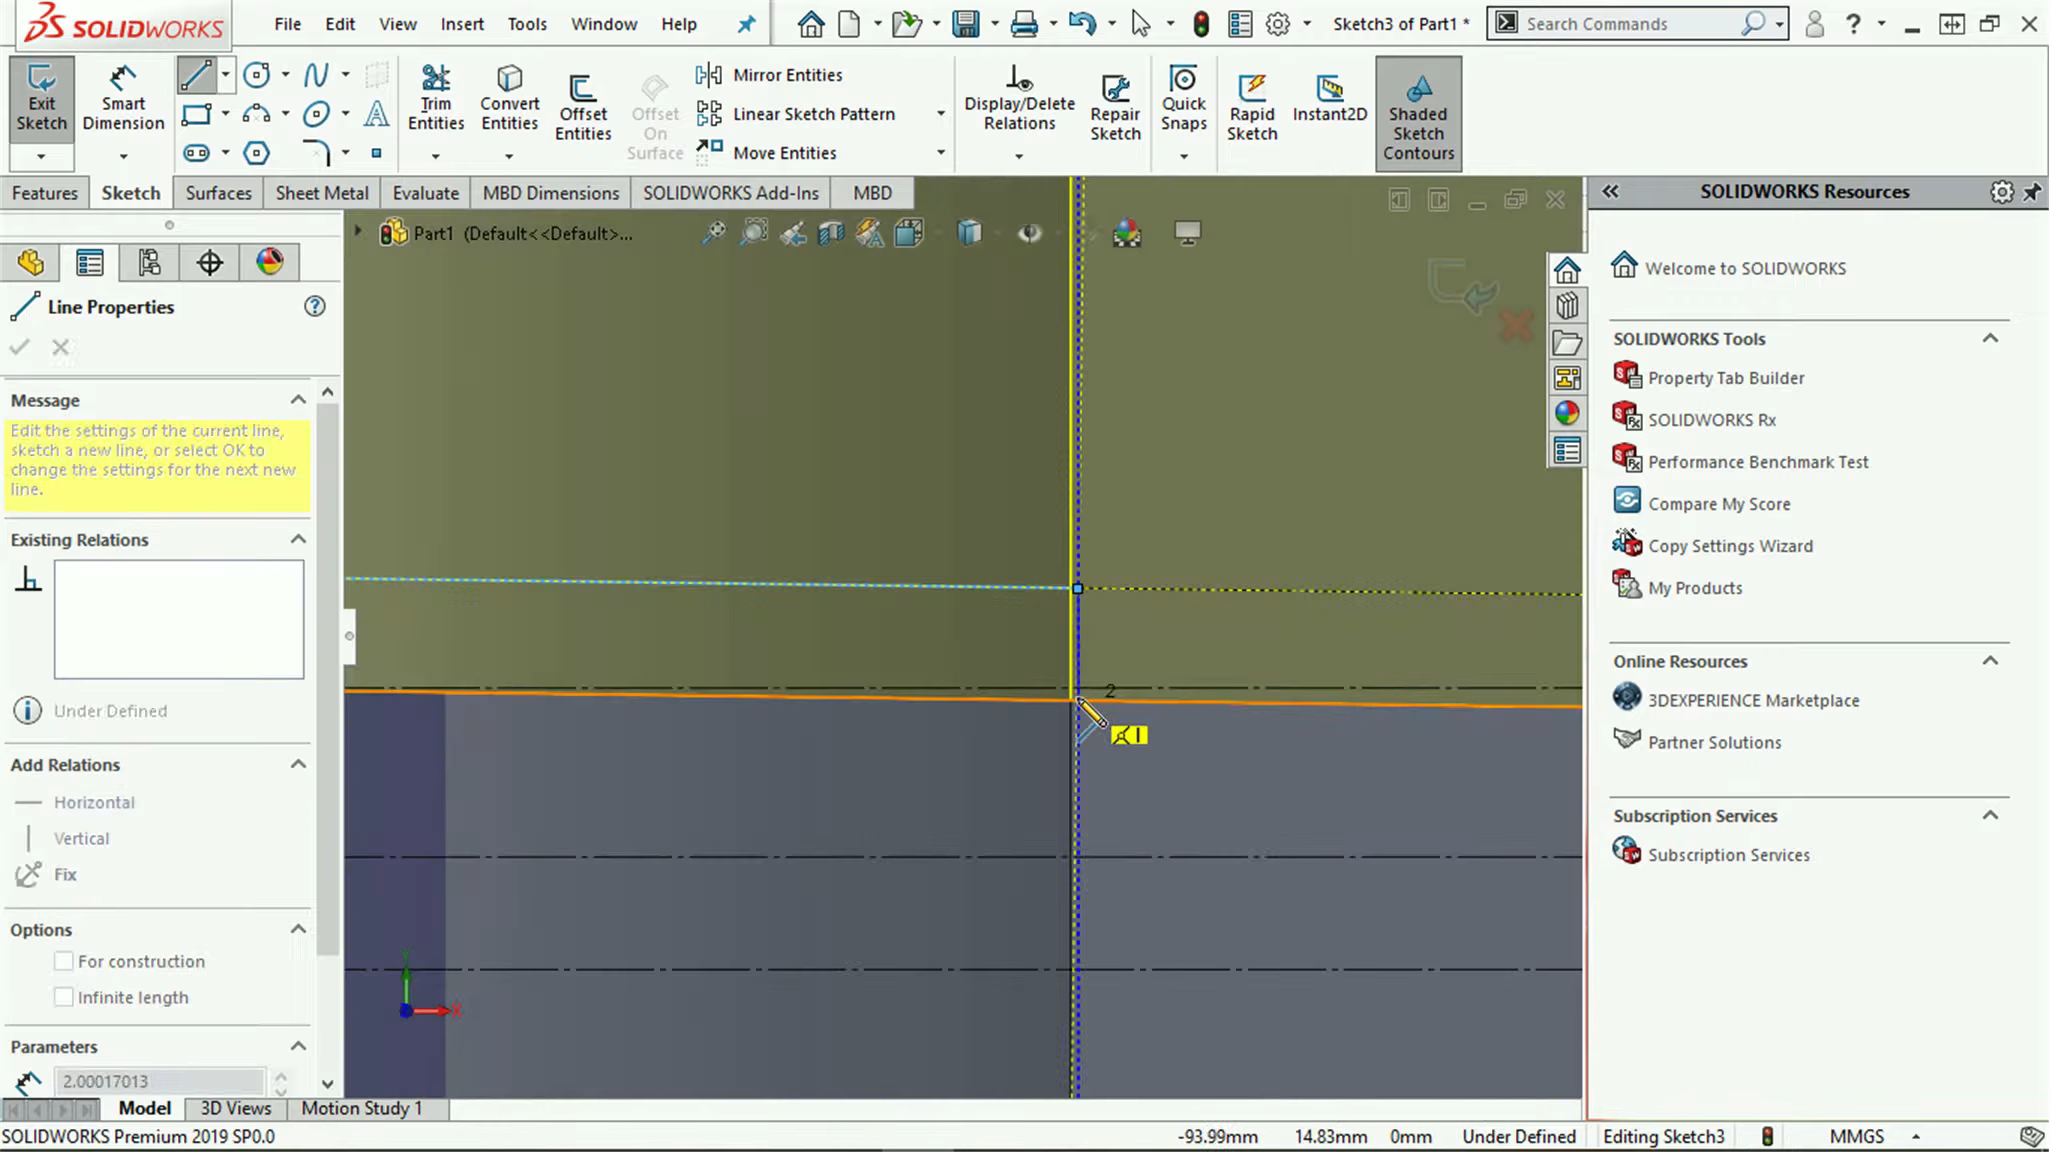 SOLIDWORKS
File Edit View Insert Tools Window Help
Sketch3 of Part1 *
Search Commands
Exit Sketch
Smart Dimension
Trim Entities
Convert Entities
Offset Entities
Offset On Surface
Mirror Entities
Linear Sketch Pattern
Move Entities
Display/Delete Relations
Repair Sketch
Quick Snaps
Rapid Sketch
Instant2D
Shaded Sketch Contours
Features Sketch Surfaces Sheet Metal Evaluate MBD Dimensions SOLIDWORKS Add-Ins MBD
Part1 (Default<<Default>...
Line Properties
Message
Edit the settings of the current line,
sketch a new line, or select OK to
change the settings for the next new
line.
Existing Relations
Under Defined
Add Relations
Horizontal
Vertical
Fix
Options
For construction
Infinite length
Parameters
2.00017013
2
Y
X
SOLIDWORKS Resources
Welcome to SOLIDWORKS
SOLIDWORKS Tools
Property Tab Builder
SOLIDWORKS Rx
Performance Benchmark Test
Compare My Score
Copy Settings Wizard
My Products
Online Resources
3DEXPERIENCE Marketplace
Partner Solutions
Subscription Services
Subscription Services
Model 3D Views Motion Study 1
SOLIDWORKS Premium 2019 SP0.0
-93.99mm 14.83mm 0mm Under Defined Editing Sketch3 MMGS